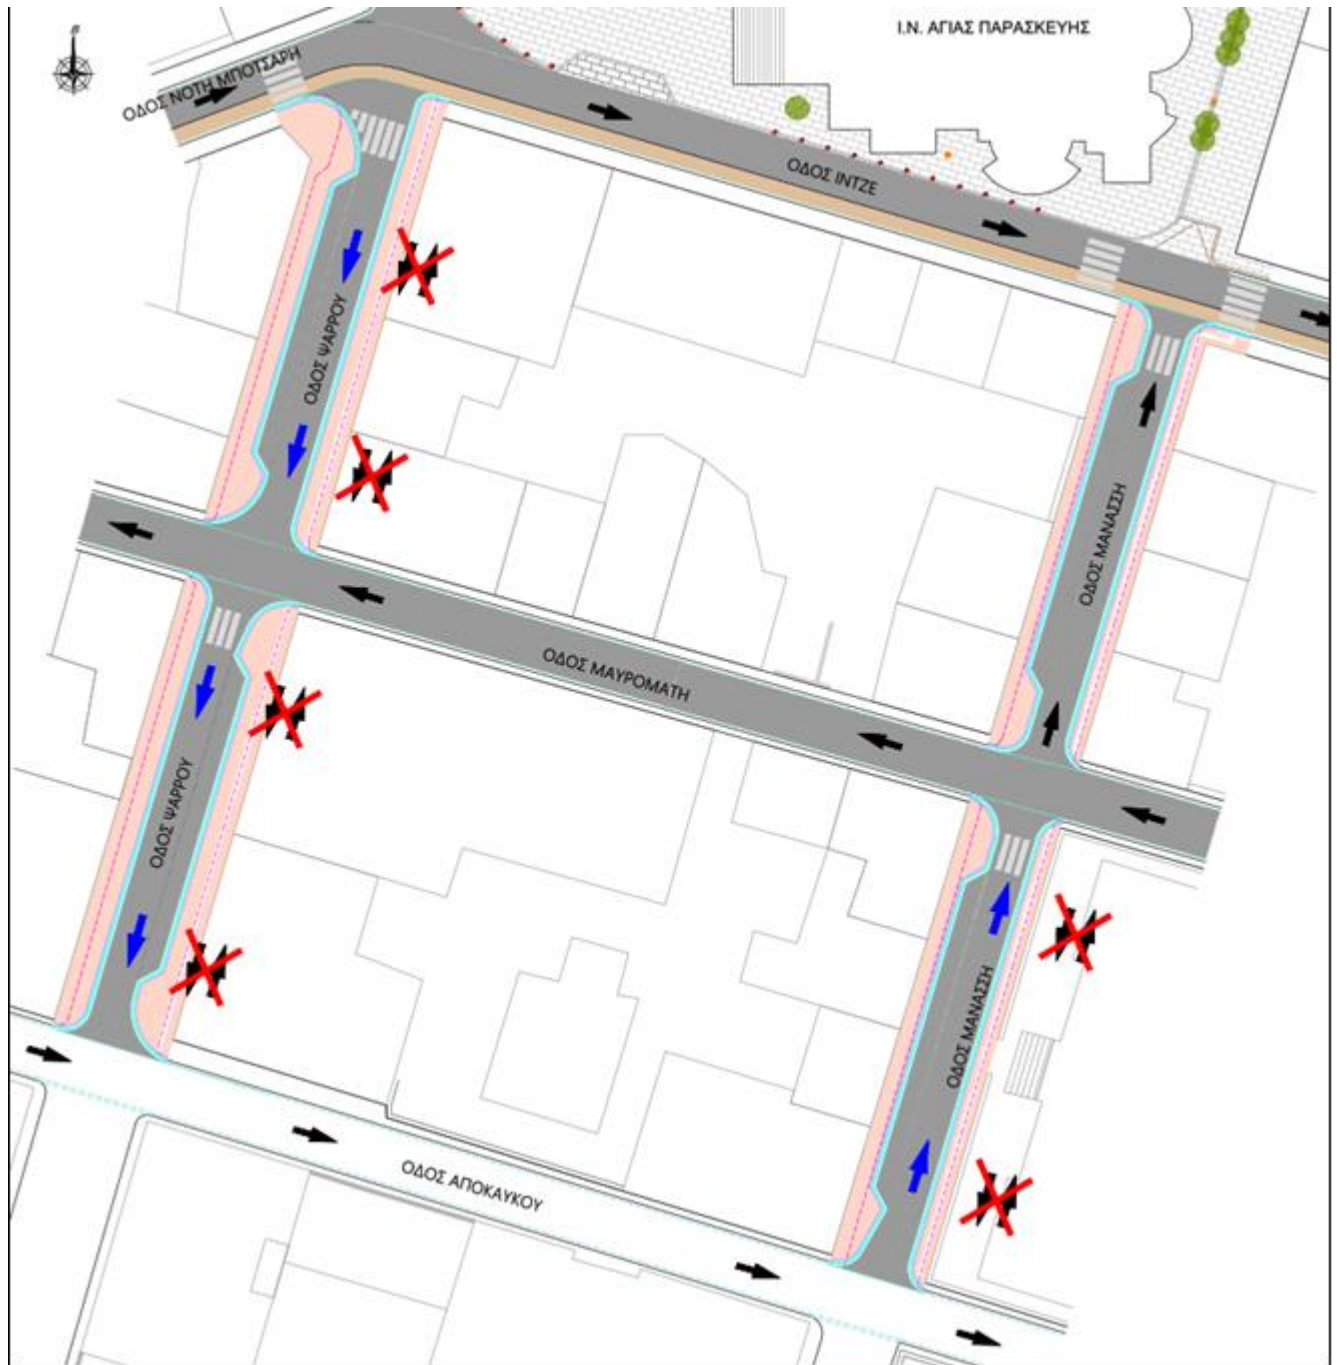 Ι.Ν. ΑΓΙΑΣ ΠΑΡΑΣΚΕΥΗΣ
ΟΔΟΣ ΝΟΤΗ ΜΠΟΤΣΑΡΗ
ΟΔΟΣ ΙΝΤΖΕ
ΟΔΟΣ ΨΑΡΡΟΥ
ΟΔΟΣ ΜΑΝΑΣΣΗ
ΟΔΟΣ ΜΑΥΡΟΜΑΤΗ
ΟΔΟΣ ΨΑΡΡΟΥ
ΟΔΟΣ ΜΑΝΑΣΣΗ
ΟΔΟΣ ΑΠΟΚΑΥΚΟΥ